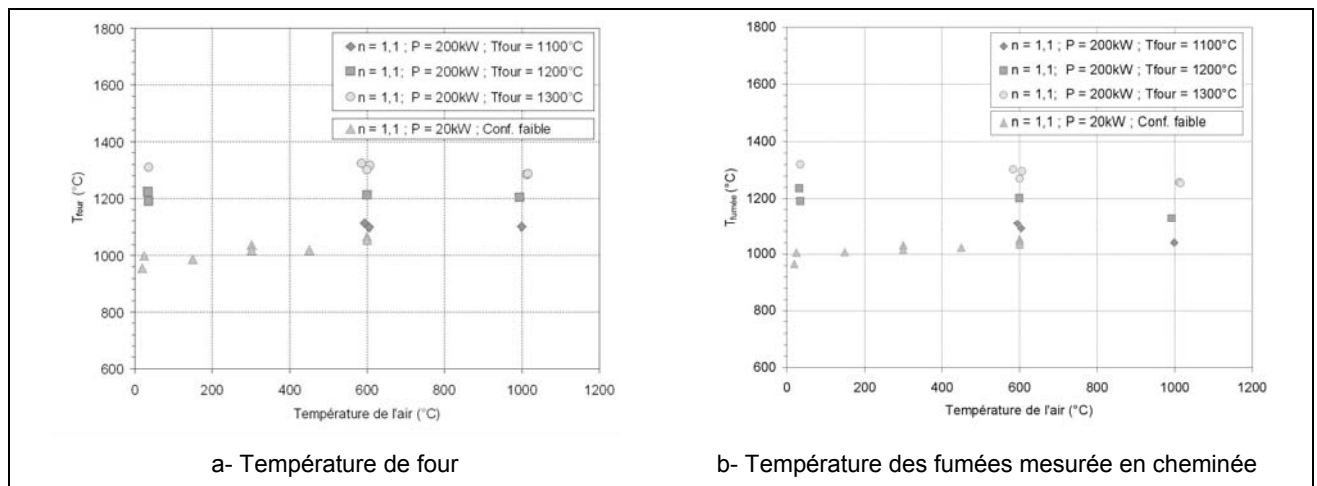 1800
1600
1400
1200
1000
800
600
0
200
400
600
800
1000
1200
T four (°C)
Température de l'air (°C)
n = 1,1 ; P = 200kW ; Tfour = 1100°C
n = 1,1; P = 200kW ; Tfour = 1200°C
n = 1,1; P = 200kW ; Tfour = 1300°C
n = 1,1 ; P = 20kW ; Conf. faible
1800
1600
1400
1200
1000
800
600
0
200
400
600
800
1000
1200
T fumée (°C)
Température de l'air (°C)
n = 1,1 ; P = 200kW ; Tfour = 1100°C
n = 1,1; P = 200kW ; Tfour = 1200°C
n = 1,1; P = 200kW ; Tfour = 1300°C
n = 1,1 ; P = 20kW ; Conf. faible
a- Température de four
b- Température des fumées mesurée en cheminée